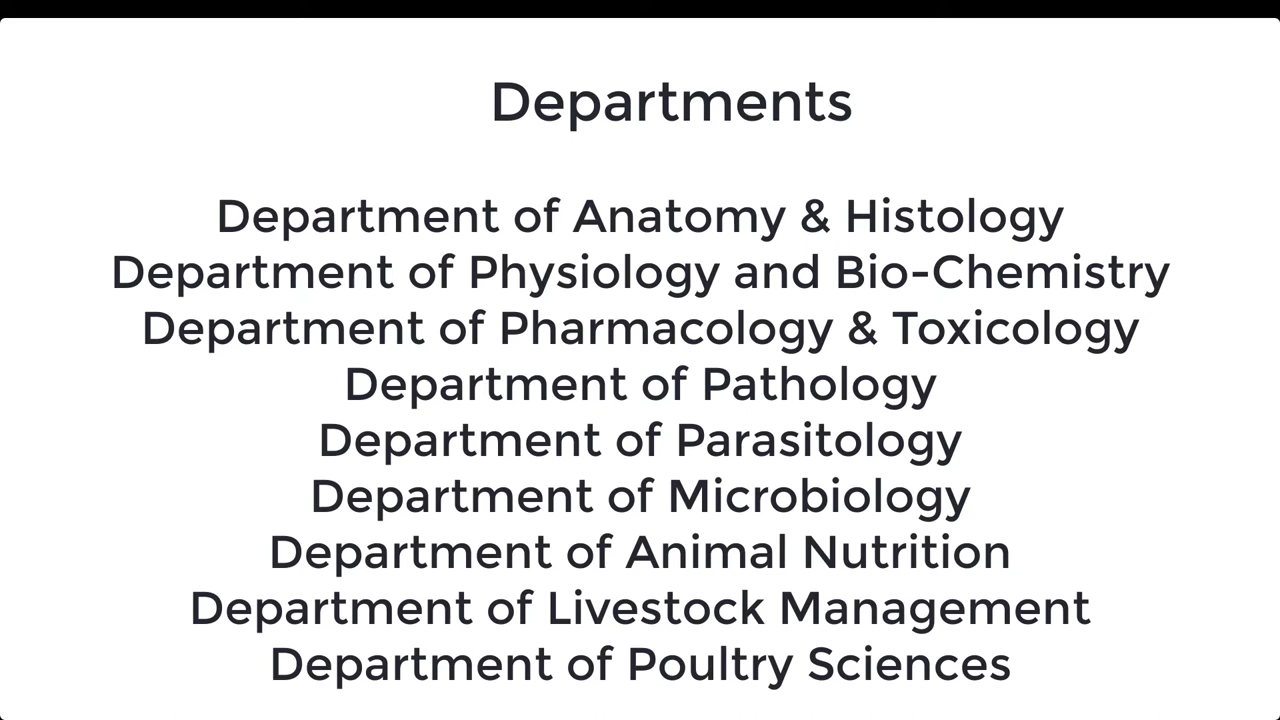 Departments
Department of Anatomy & Histology
Department of Physiology and Bio-Chemistry
Department of Pharmacology & Toxicology
Department of Pathology
Department of Parasitology
Department of Microbiology
Department of Animal Nutrition
Department of Livestock Management
Department of Poultry Sciences